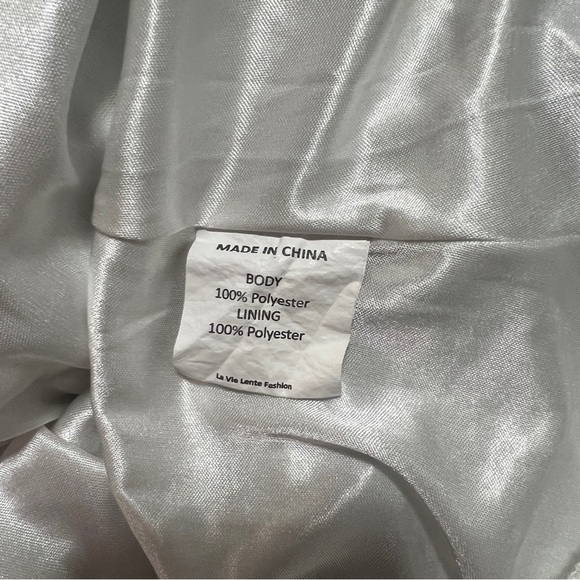 MADE IN CHINA
BODY
100% Polyester
LINING
100% Polyester
La Vie Lente Fashion